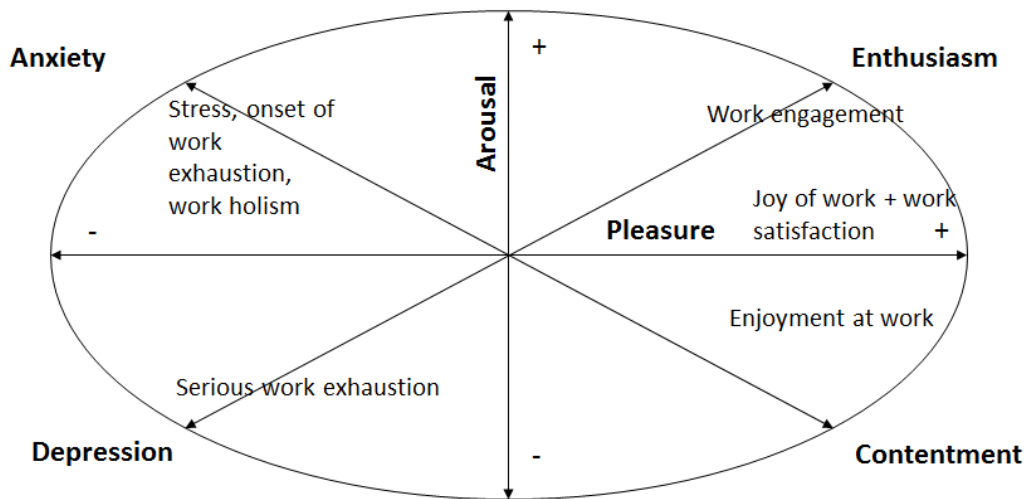 +
Anxiety
Enthusiasm
Arousal
Stress, onset of
work
exhaustion,
work holism
Work engagement
Joy of work + work
satisfaction
-
Pleasure
+
Enjoyment at work
Serious work exhaustion
Depression
-
Contentment